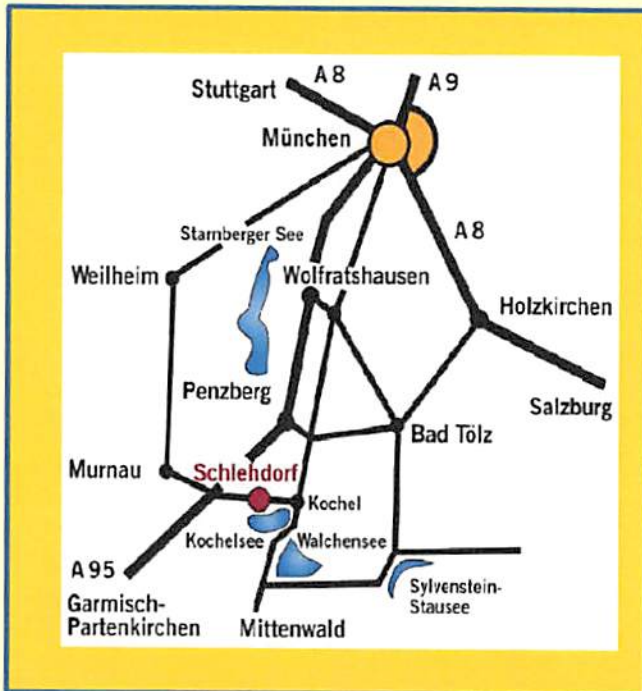 A8
A9
Stuttgart
München
Starnberger See
A8
Weilheim
Wolfratshausen
Holzkirchen
Penzberg
Salzburg
Bad Tölz
Murnau
Schlehdorf
Kochel
Kochelsee
Walchensee
A95
Sylvenstein-
Stausee
Garmisch-
Partenkirchen
Mittenwald